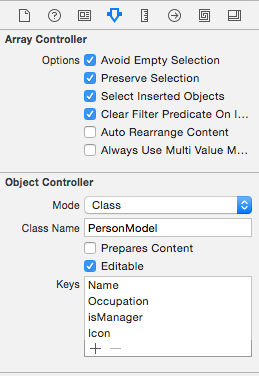 Array Controller
Options Avoid Empty Selection
Preserve Selection
Select Inserted Objects
Clear Filter Predicate On I...
Auto Rearrange Content
Always Use Multi Value M...
Object Controller
Mode Class
Class Name PersonModel
Prepares Content
Editable
Keys Name
Occupation
isManager
Icon